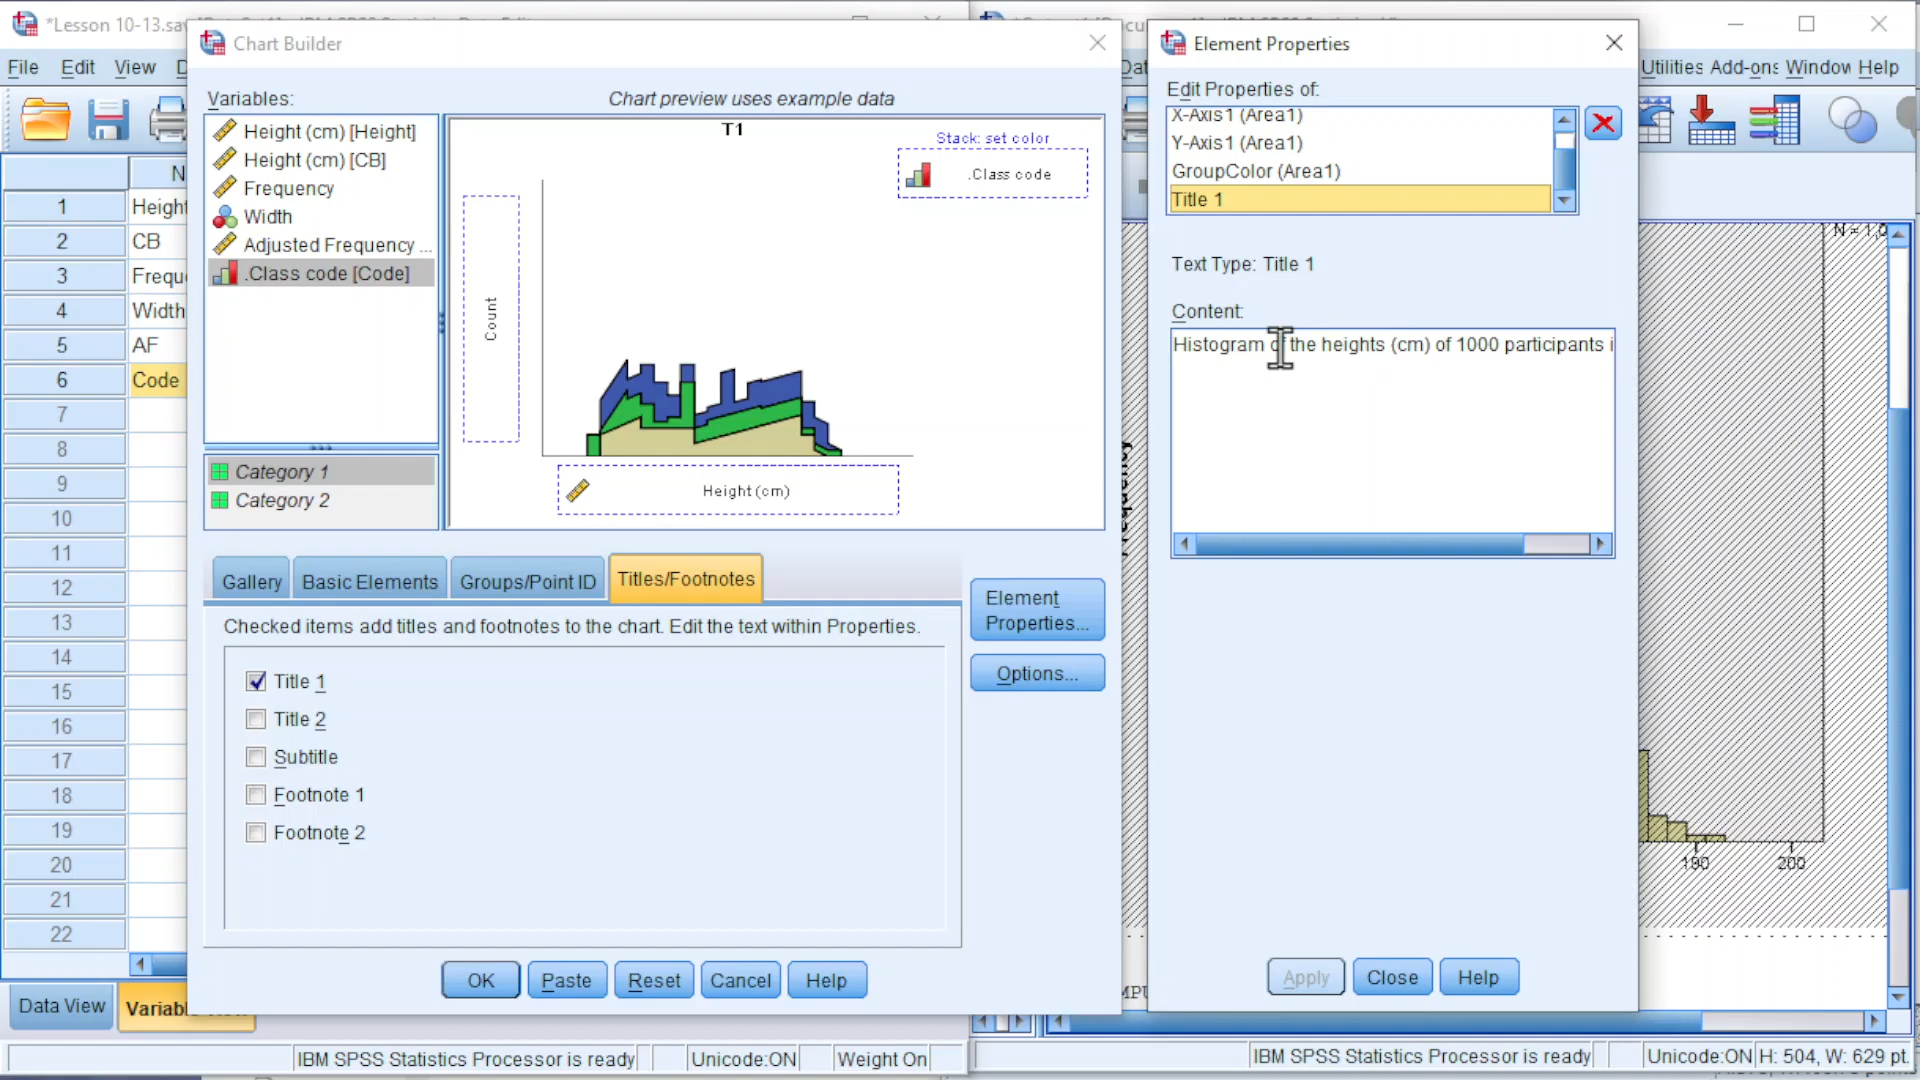 *Lesson 10-13.sav
File Edit View
Height
CB
Frequ
Width
AF
Code
1
2
3
4
5
6
7
8
9
10
11
12
13
14
15
16
17
18
19
20
21
22
Data View
IBM SPSS Statistics Processor is ready
Unicode:ON
Weight On
Chart Builder
Variables:
Height (cm) [Height]
Height (cm) [CB]
Frequency
Width
Adjusted Frequency ...
.Class code [Code]
Category 1
Category 2
Chart preview uses example data
T1
Stack: set color
.Class code
Count
Height (cm)
Gallery
Basic Elements
Groups/Point ID
Titles/Footnotes
Checked items add titles and footnotes to the chart. Edit the text within Properties.
Title 1
Title 2
Subtitle
Footnote 1
Footnote 2
Element
Properties...
Options...
OK
Paste
Reset
Cancel
Help
Element Properties
Edit Properties of:
X-Axis1 (Area1)
Y-Axis1 (Area1)
GroupColor (Area1)
Title 1
Text Type: Title 1
Content:
Histogram of the heights (cm) of 1000 participants i
Apply
Close
Help
Utilities Add-ons Window Help
N = 1,0
190
200
IBM SPSS Statistics Processor is ready
Unicode:ON
H: 504, W: 629 pt.